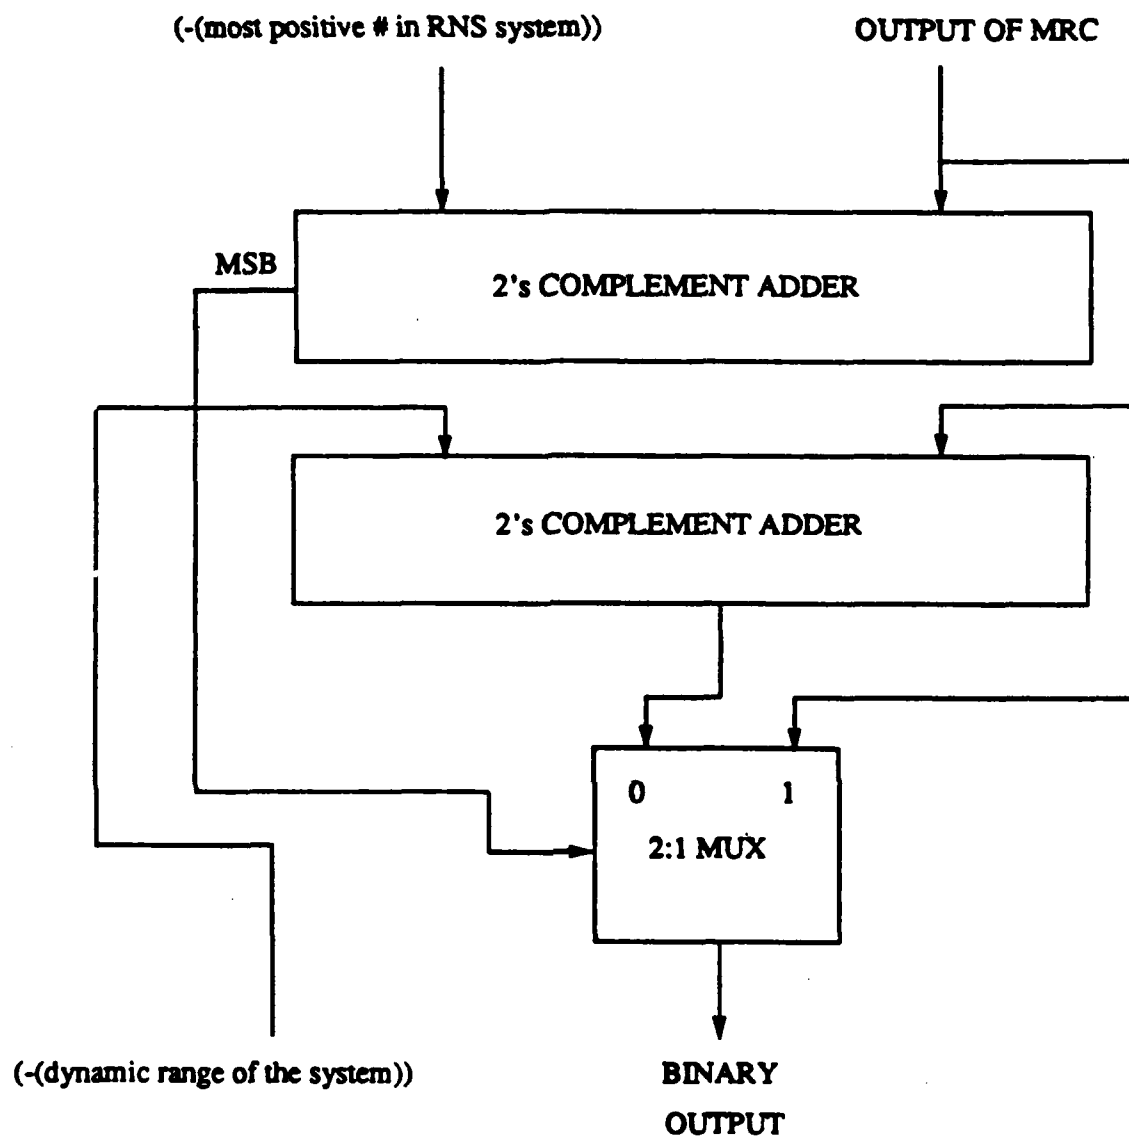 (-(most positive # in RNS system))
OUTPUT OF MRC
MSB
2's COMPLEMENT ADDER
2's COMPLEMENT ADDER
0
1
2:1 MUX
(-(dynamic range of the system))
BINARY
OUTPUT